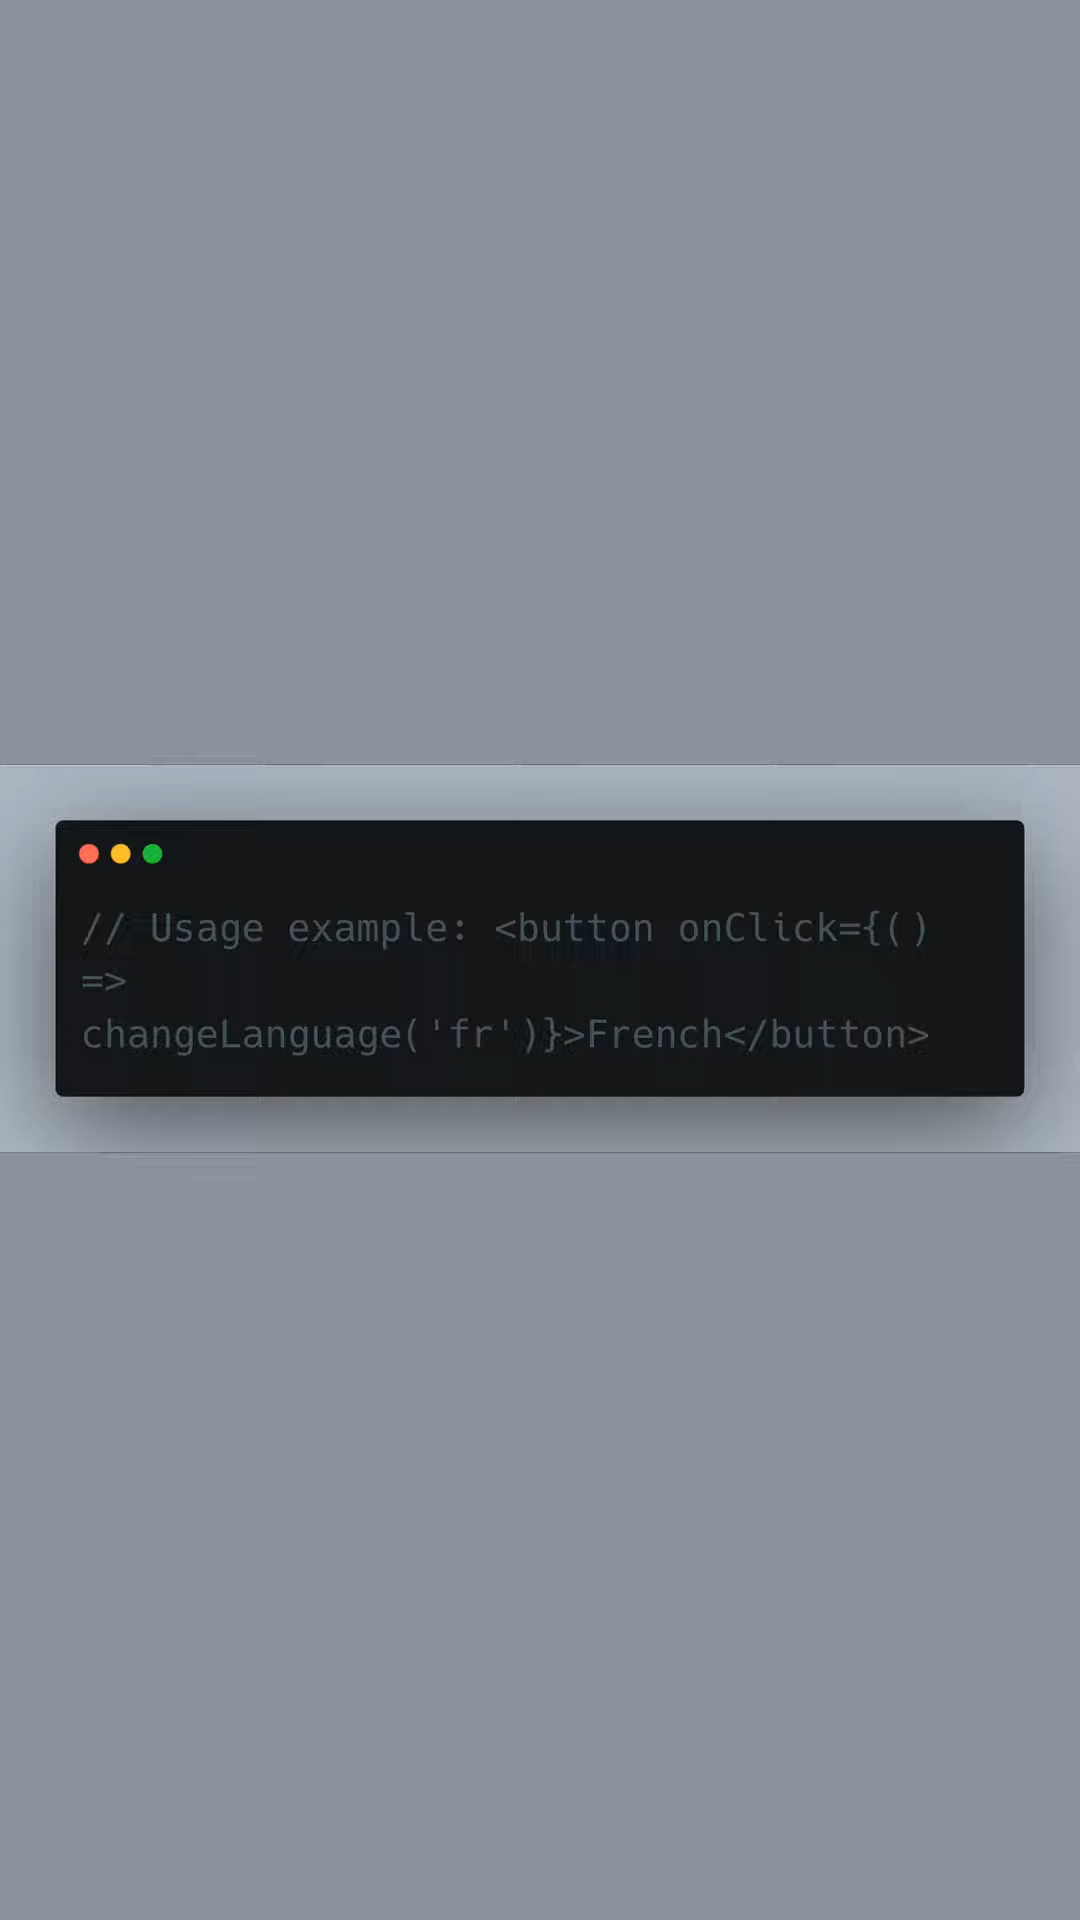 // Usage example: <button onClick={()
=>
changeLanguage('fr')}>French</button>